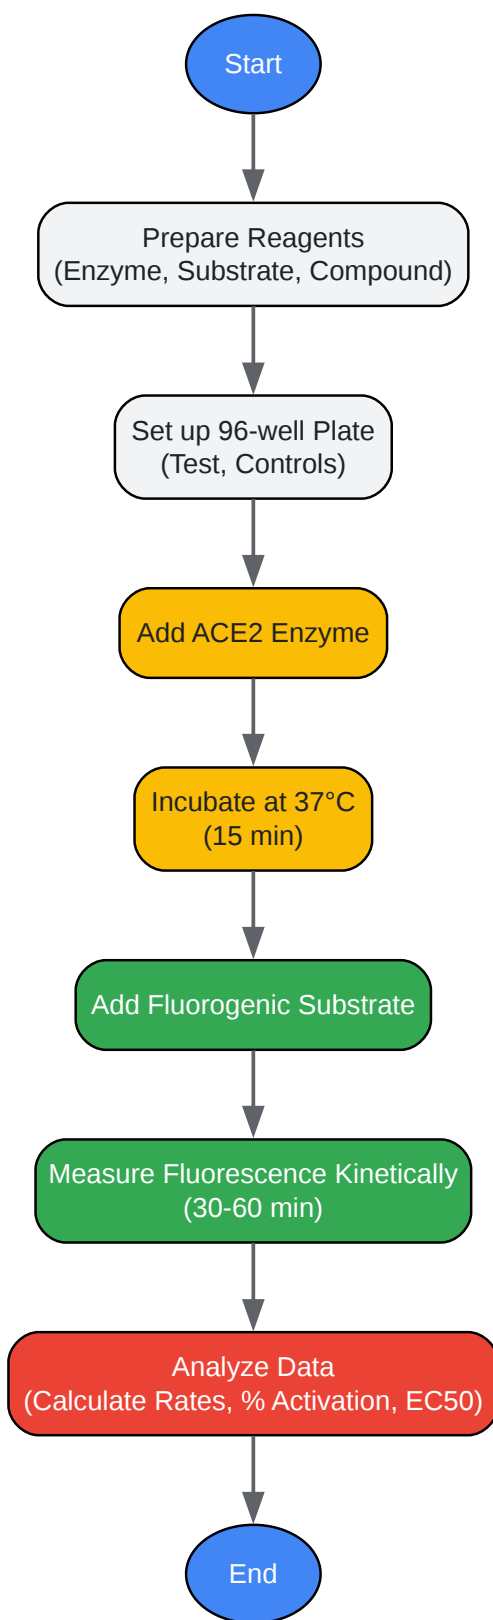 Start
Prepare Reagents
(Enzyme, Substrate, Compound)
Set up 96-well Plate
(Test, Controls)
Add ACE2 Enzyme
Incubate at 37°C
(15 min)
Add Fluorogenic Substrate
Measure Fluorescence Kinetically
(30-60 min)
Analyze Data
(Calculate Rates, % Activation, EC50)
End